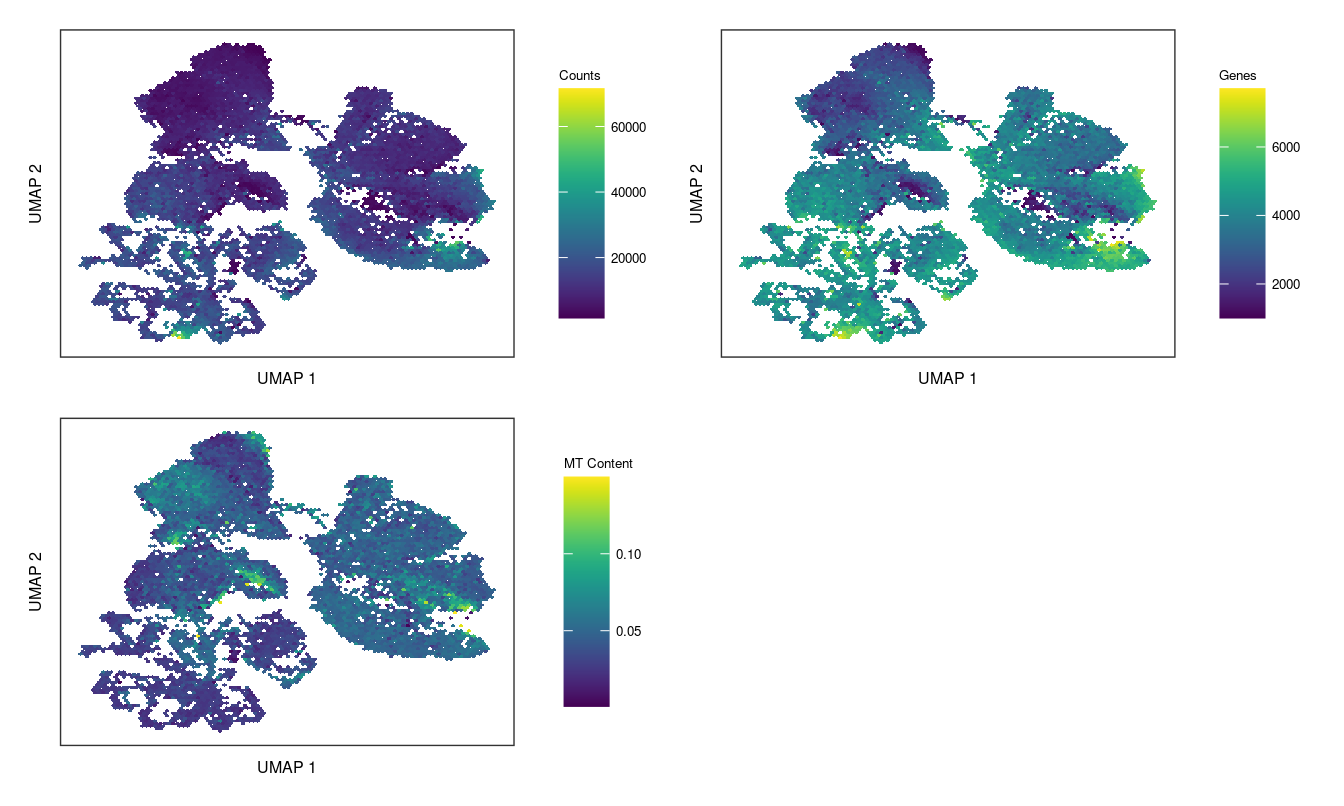 Counts
60000
40000
20000
UMAP 2
UMAP 1
Genes
6000
4000
2000
UMAP 2
UMAP 1
MT Content
0.10
0.05
UMAP 2
UMAP 1